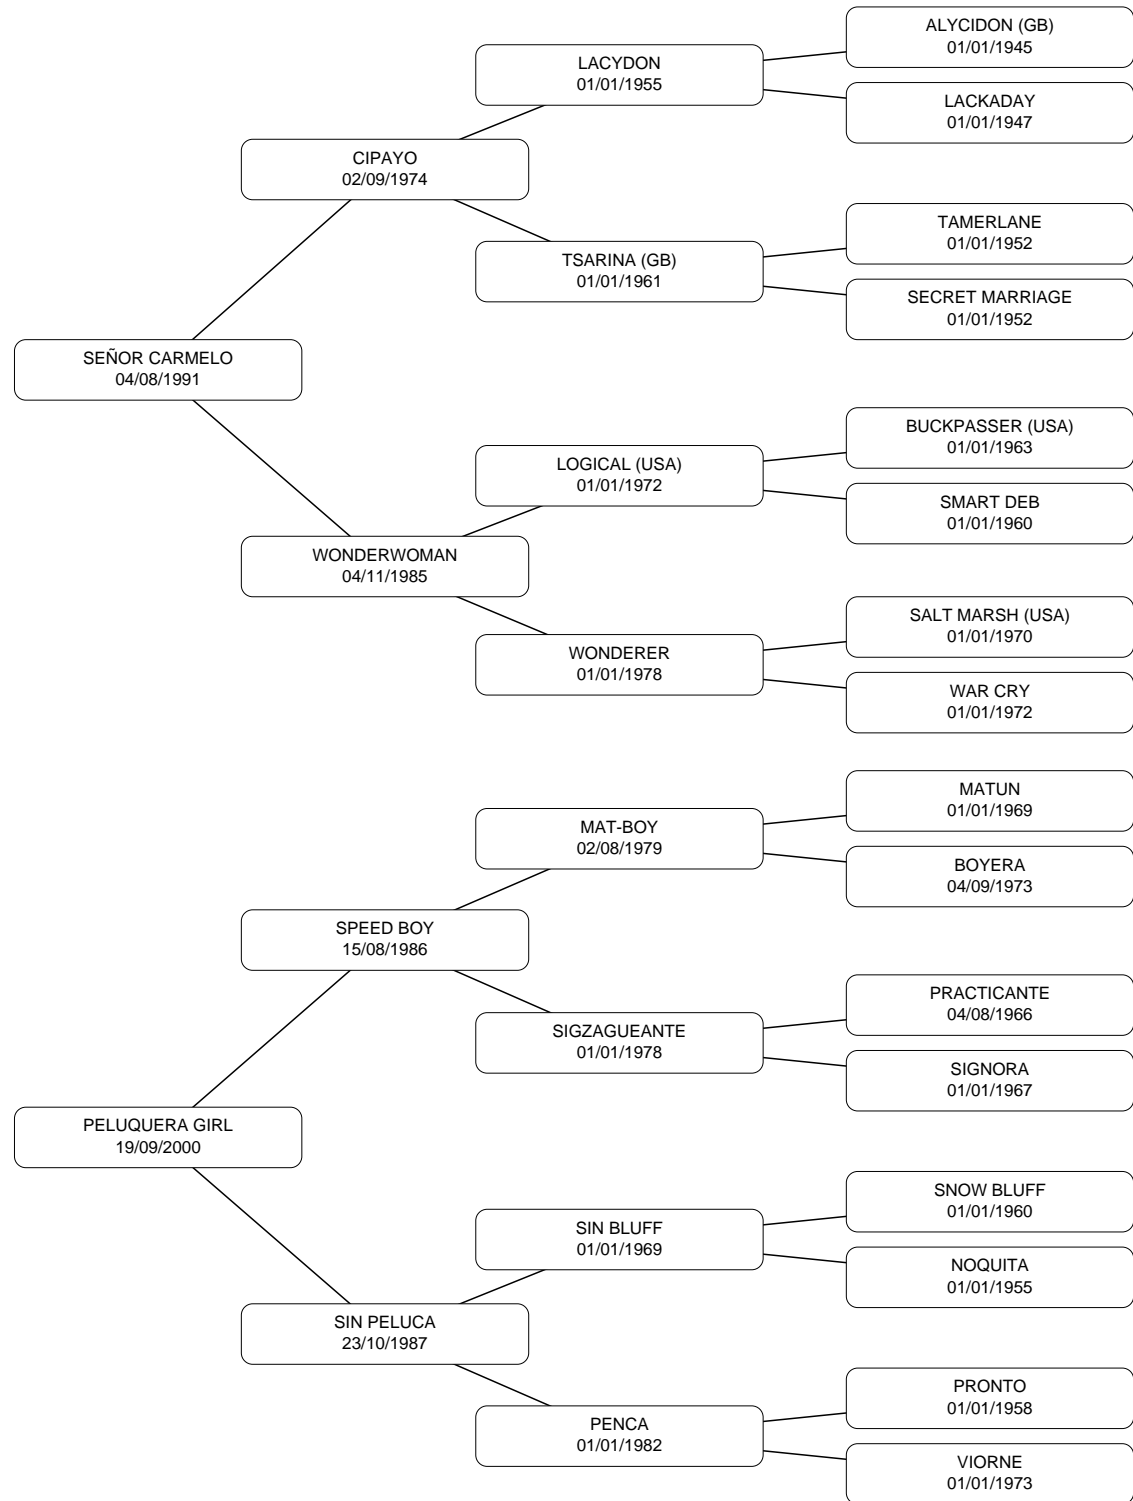 ALYCIDON (GB)
01/01/1945
LACYDON
01/01/1955
LACKADAY
01/01/1947
CIPAYO
02/09/1974
TAMERLANE
01/01/1952
TSARINA (GB)
01/01/1961
SECRET MARRIAGE
01/01/1952
SEÑOR CARMELO
04/08/1991
BUCKPASSER (USA)
01/01/1963
LOGICAL (USA)
01/01/1972
SMART DEB
01/01/1960
WONDERWOMAN
04/11/1985
SALT MARSH (USA)
01/01/1970
WONDERER
01/01/1978
WAR CRY
01/01/1972
MATUN
01/01/1969
MAT-BOY
02/08/1979
BOYERA
04/09/1973
SPEED BOY
15/08/1986
PRACTICANTE
04/08/1966
SIGZAGUEANTE
01/01/1978
SIGNORA
01/01/1967
PELUQUERA GIRL
19/09/2000
SNOW BLUFF
01/01/1960
SIN BLUFF
01/01/1969
NOQUITA
01/01/1955
SIN PELUCA
23/10/1987
PRONTO
01/01/1958
PENCA
01/01/1982
VIORNE
01/01/1973